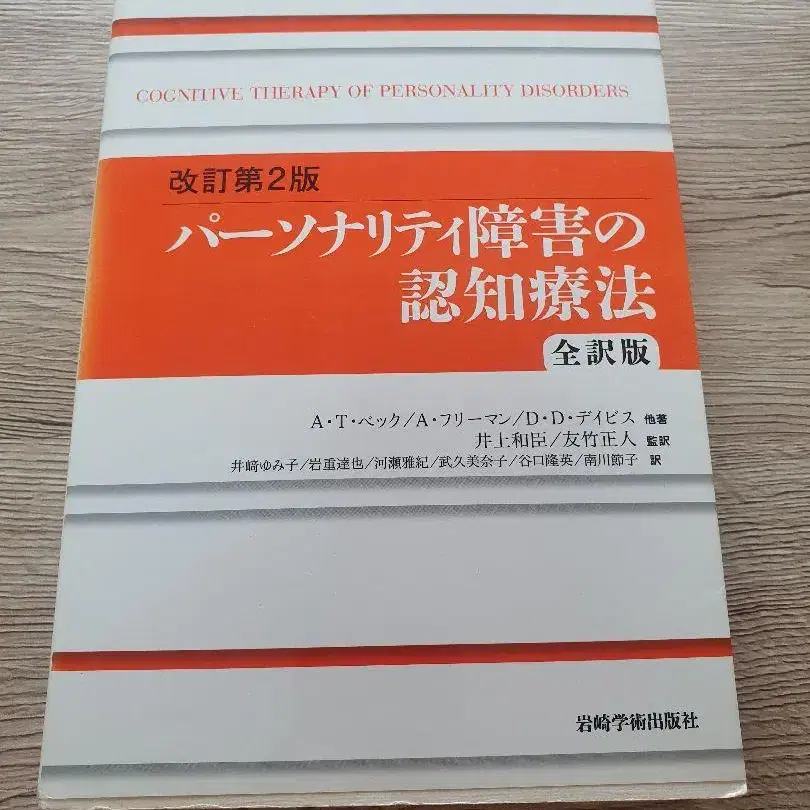 COGNITIVE THERAPY OF PERSONALITY DISORDERS
改訂第2版
パーソナリティ障害の
認知療法
全訳版
A・T・ベック/A・フリーマン/D・D・デイビス 他著
井上和臣/友竹正人 監訳
井﨑ゆみ子/岩重達也/河瀬雅紀/武久美奈子/谷口隆英/南川節子 訳
岩崎学術出版社